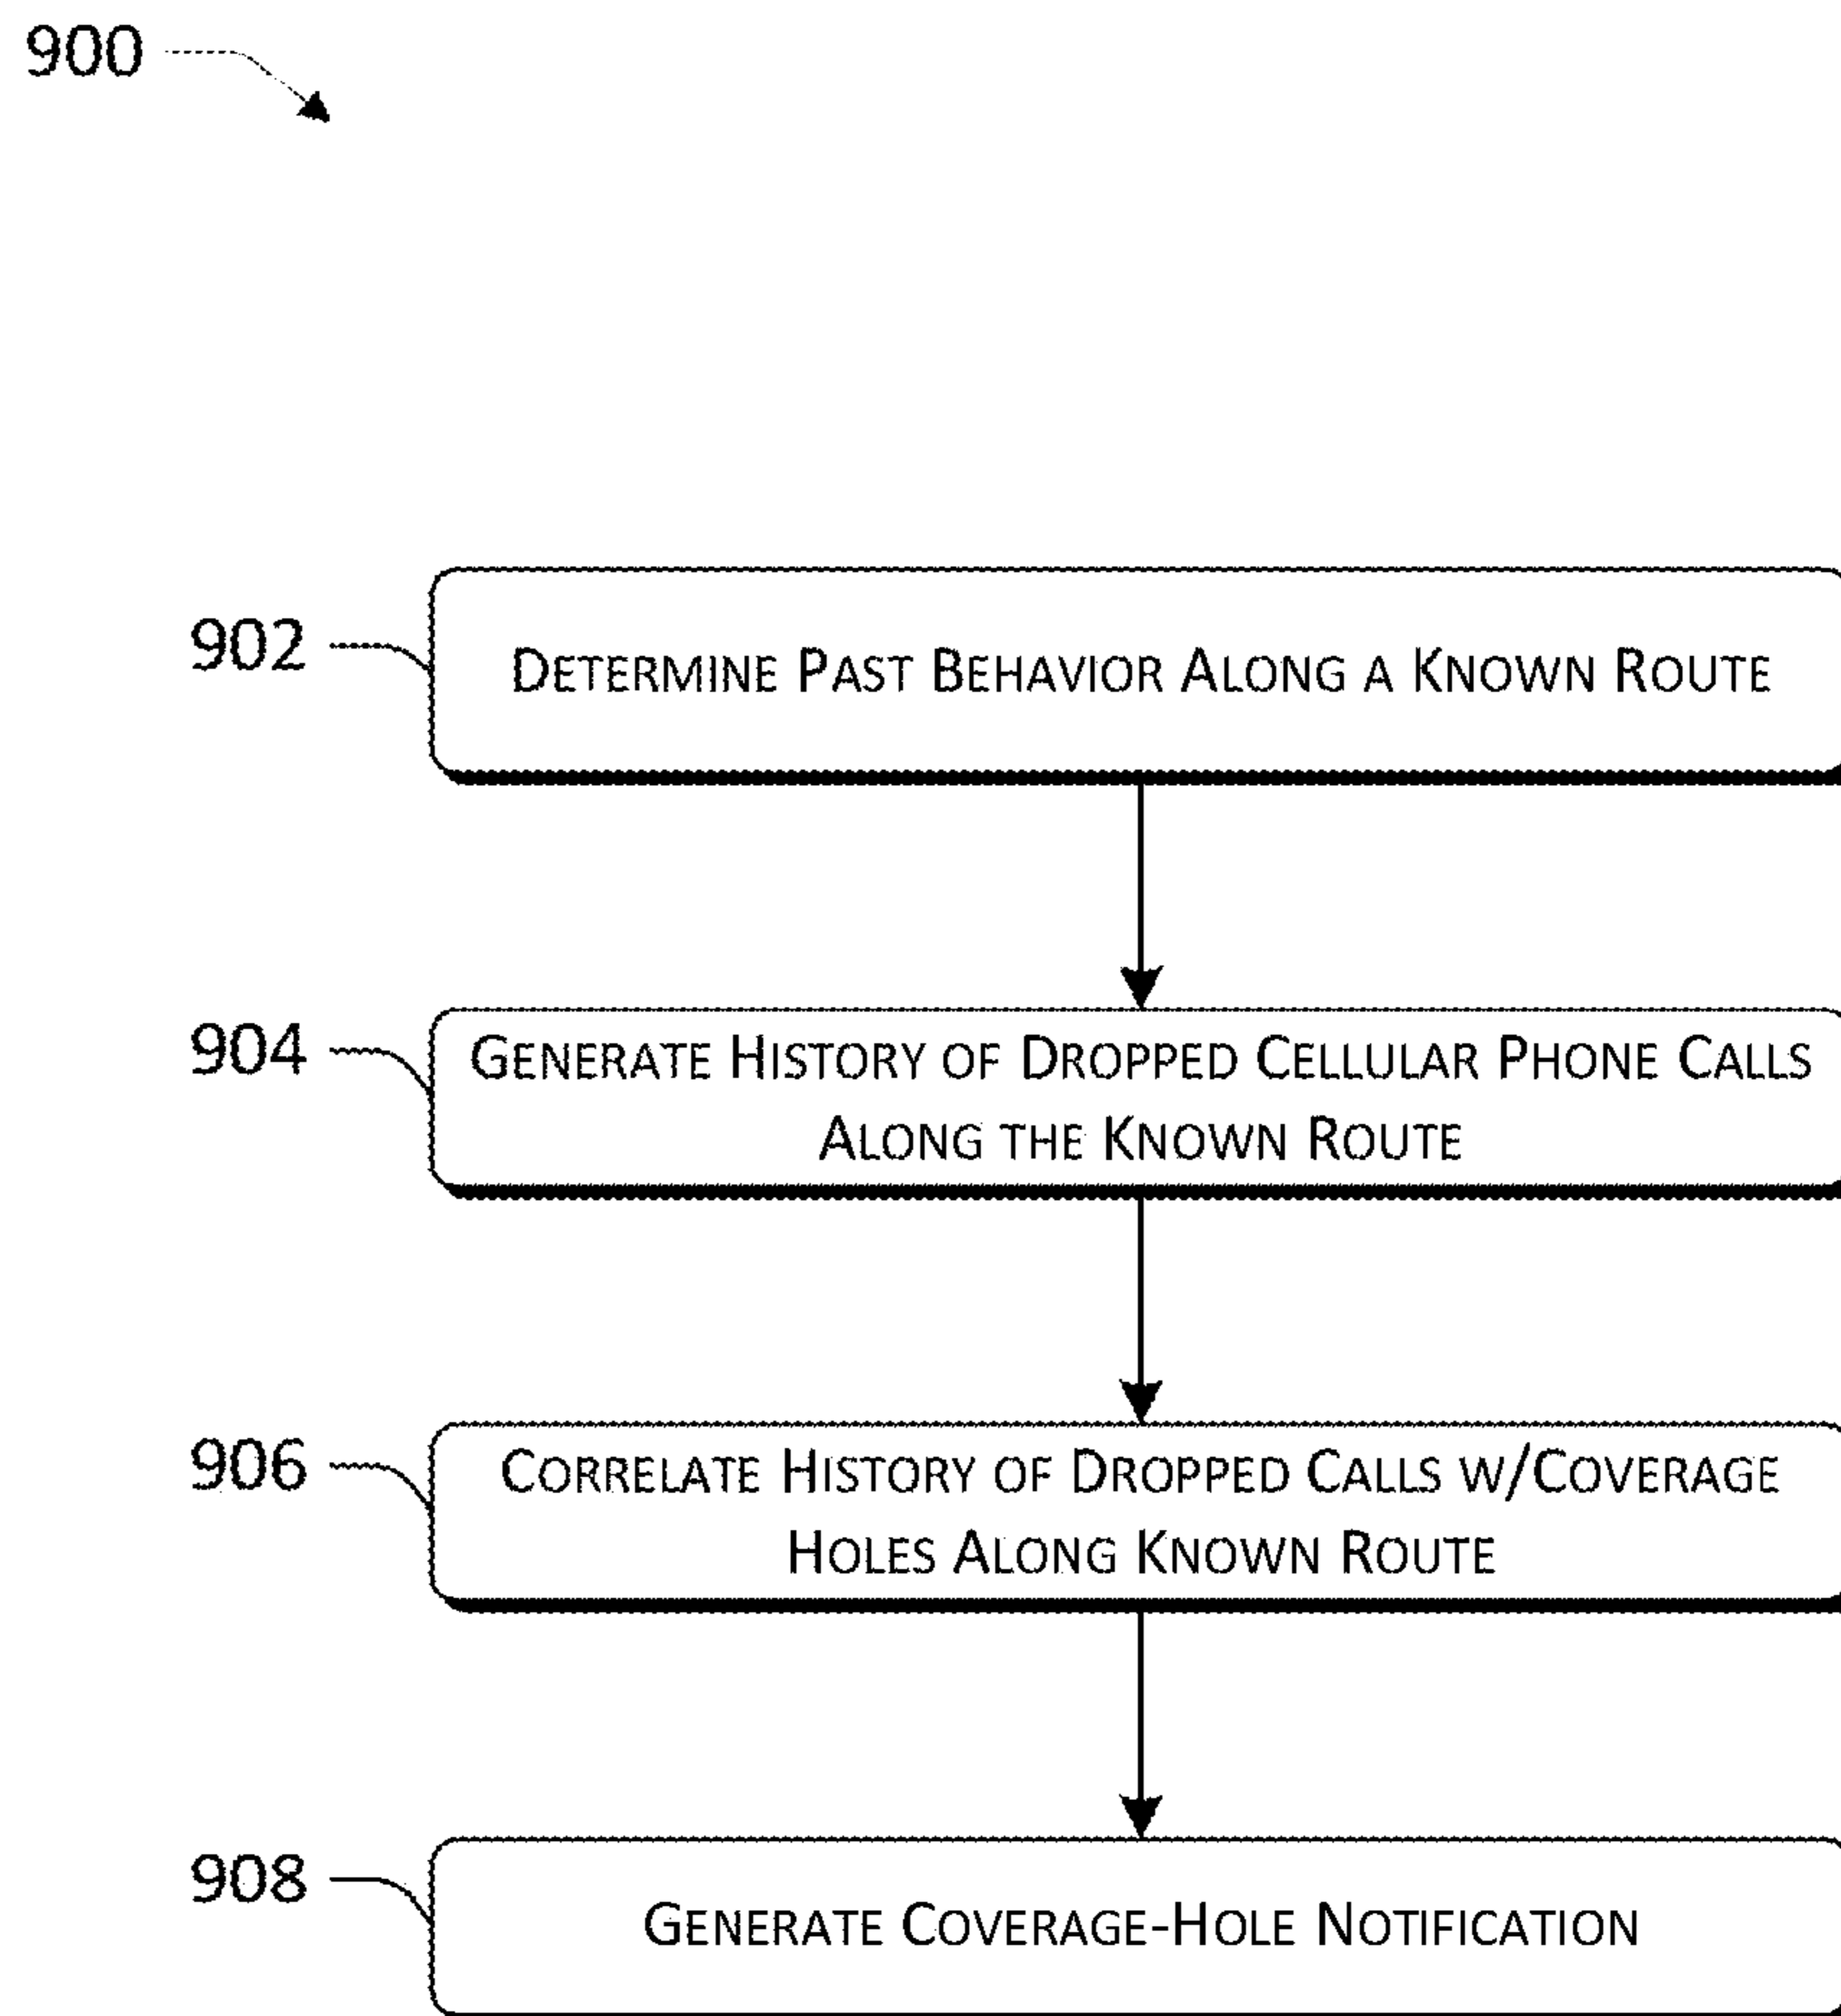 900
902
DETERMINE PAST BEHAVIOR ALONG A KNOWN ROUTE
904
GENERATE HISTORY OF DROPPED CELLULAR PHONE CALLS
ALONG THE KNOWN ROUTE
906
CORRELATE HISTORY OF DROPPED CALLS W/COVERAGE
HOLES ALONG KNOWN ROUTE
908
GENERATE COVERAGE-HOLE NOTIFICATION